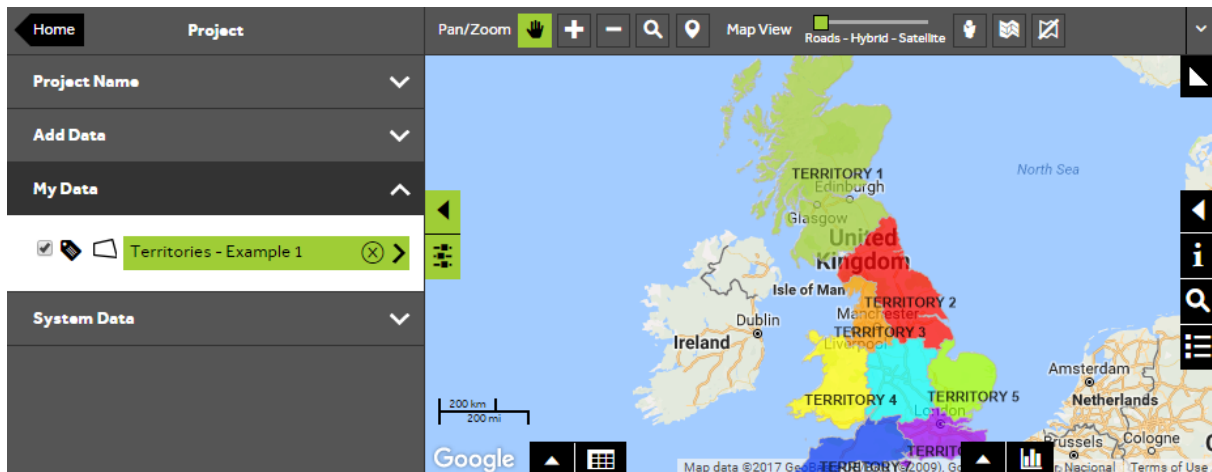 Home
Project
Pan/Zoom
Map View
Roads - Hybrid - Satellite
Project Name
Add Data
My Data
Territories - Example 1
System Data
North Sea
TERRITORY 1
Edinburgh
Glasgow
United
Kingdom
Isle of Man
TERRITORY 2
Manchester
Dublin
TERRITORY 3
Liverpool
Ireland
Amsterdam
TERRITORY 4
TERRITORY 5
Netherlands
London
200 km
200 mi
Brussels
Cologne
Google
Map data ©2017
(2009),
Nacional
Terms of Use